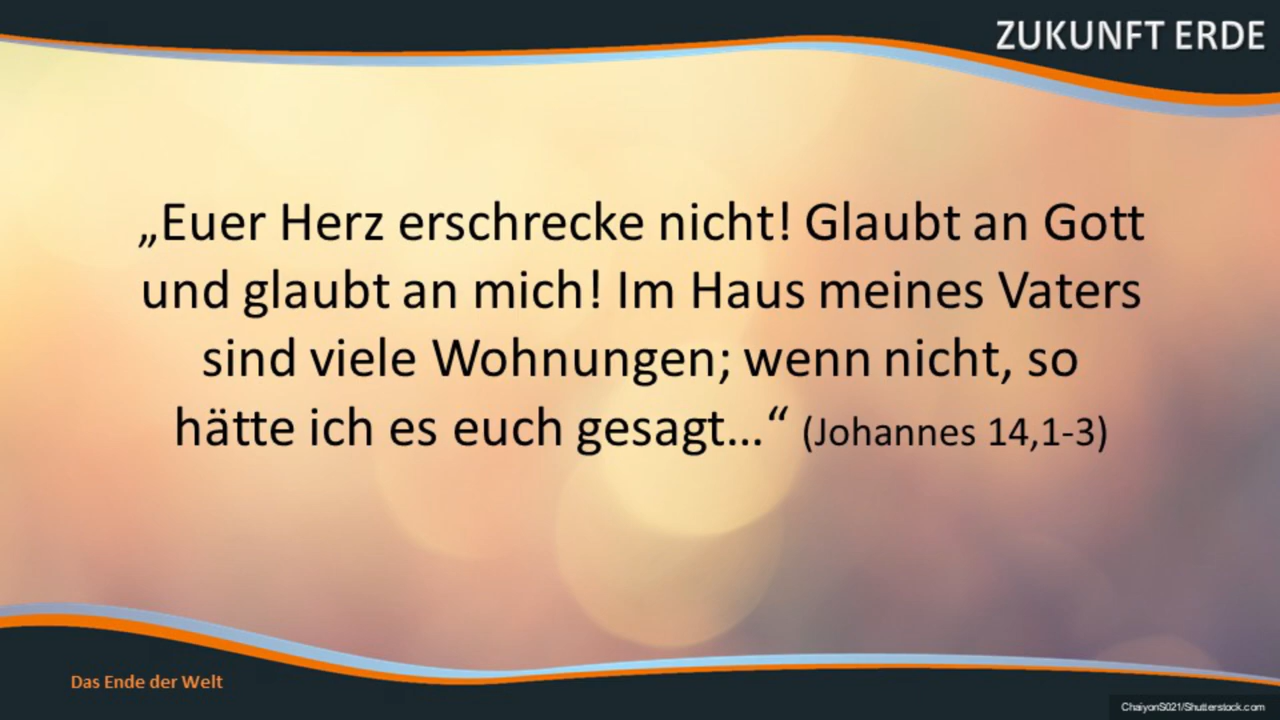 ZUKUNFT ERDE
„Euer Herz erschrecke nicht! Glaubt an Gott
und glaubt an mich! Im Haus meines Vaters
sind viele Wohnungen; wenn nicht, so
hätte ich es euch gesagt…“ (Johannes 14,1-3)
Das Ende der Welt
ChaiyonS021/Shutterstock.com